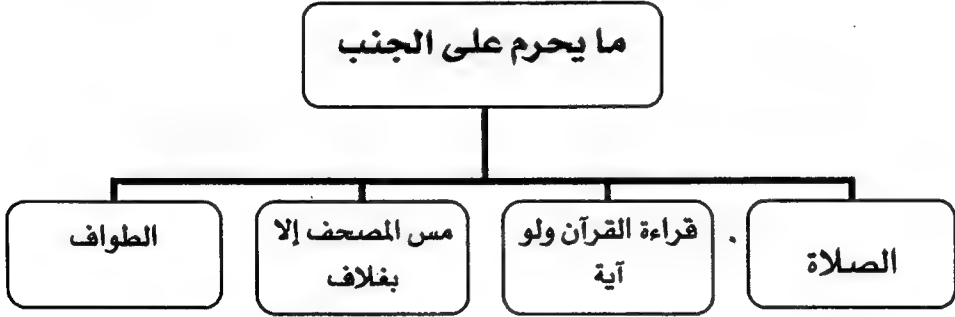 ما يحرم على الجنب
الصلاة
قراءة القرآن ولو
آية
مس المصحف إلا
بغلاف
الطواف